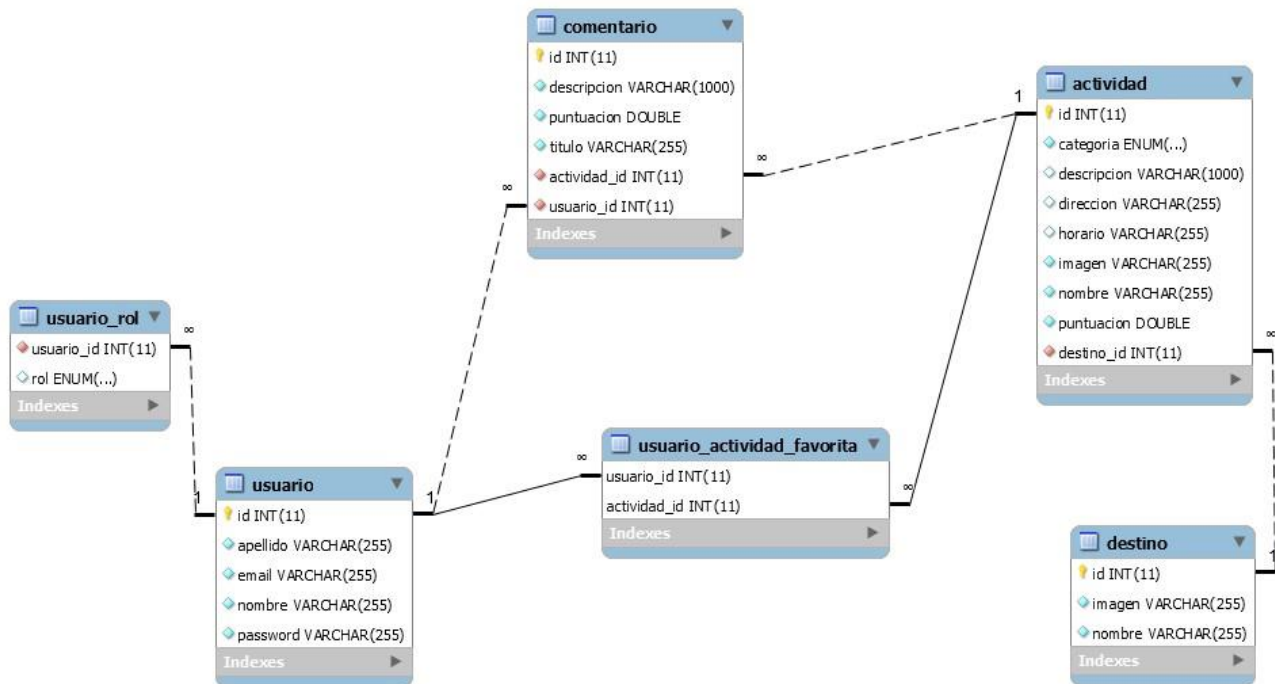 comentario
id INT(11)
descripcion VARCHAR(1000)
puntuacion DOUBLE
titulo VARCHAR(255)
actividad_id INT(11)
usuario_id INT(11)
Indexes
∞
∞
1
actividad
id INT(11)
categoria ENUM(...)
descripcion VARCHAR(1000)
direccion VARCHAR(255)
horario VARCHAR(255)
imagen VARCHAR(255)
nombre VARCHAR(255)
puntuacion DOUBLE
destino_id INT(11)
Indexes
∞
1
usuario_rol
usuario_id INT(11)
rol ENUM(...)
Indexes
∞
1
usuario
id INT(11)
apellido VARCHAR(255)
email VARCHAR(255)
nombre VARCHAR(255)
password VARCHAR(255)
Indexes
1
∞
usuario_actividad_favorita
usuario_id INT(11)
actividad_id INT(11)
Indexes
∞
destino
id INT(11)
imagen VARCHAR(255)
nombre VARCHAR(255)
Indexes